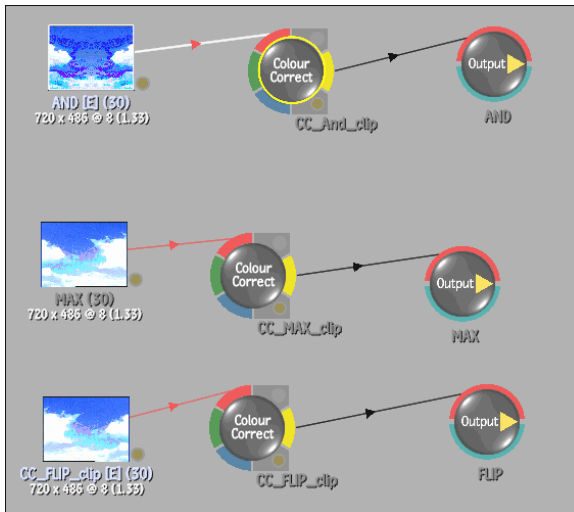 Colour
Correct
Output
AND [E] (30)
720 x 486 @ 8 (1.33)
CC_And_clip
AND
Colour
Correct
Output
MAX (30)
720 x 486 @ 8 (1.33)
CC_MAX_clip
MAX
Colour
Correct
Output
CC_FLIP_clip [E] (30)
720 x 486 @ 8 (1.33)
CC_FLIP_clip
FLIP